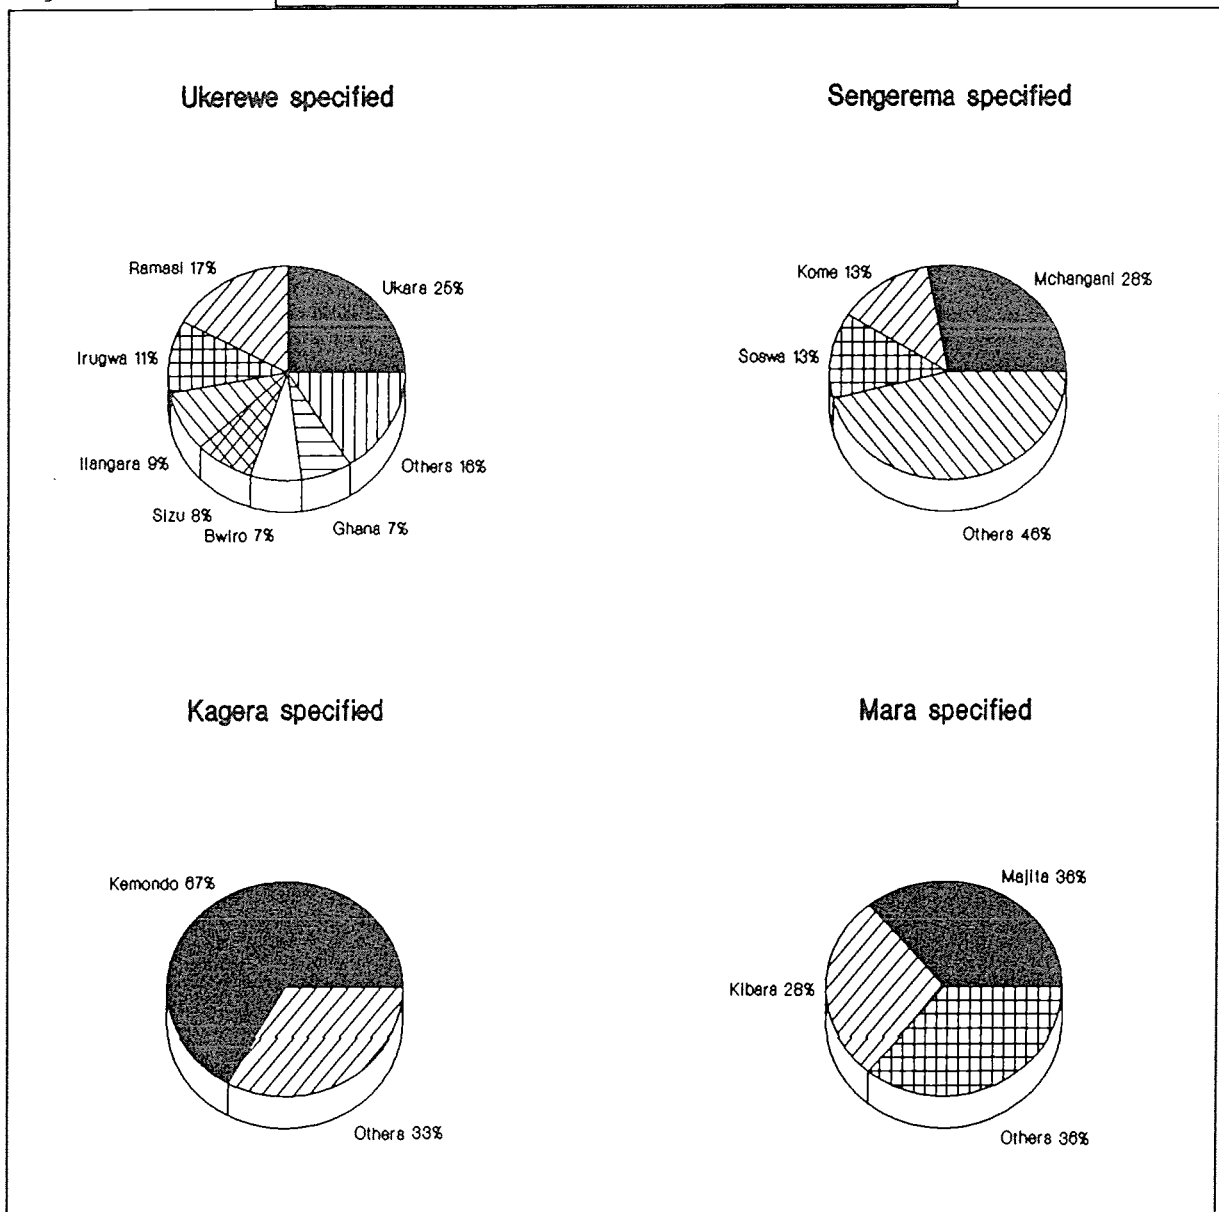 Ukerewe specified
Ramasi 17%
Ukara 25%
Irugwa 11%
Ilangara 9%
Others 16%
Sizu 8%
Bwiro 7%
Ghana 7%
Sengerema specified
Kome 13%
Mchangani 28%
Soswa 13%
Others 46%
Kagera specified
Kemondo 67%
Others 33%
Mara specified
Majita 36%
Kibara 28%
Others 36%